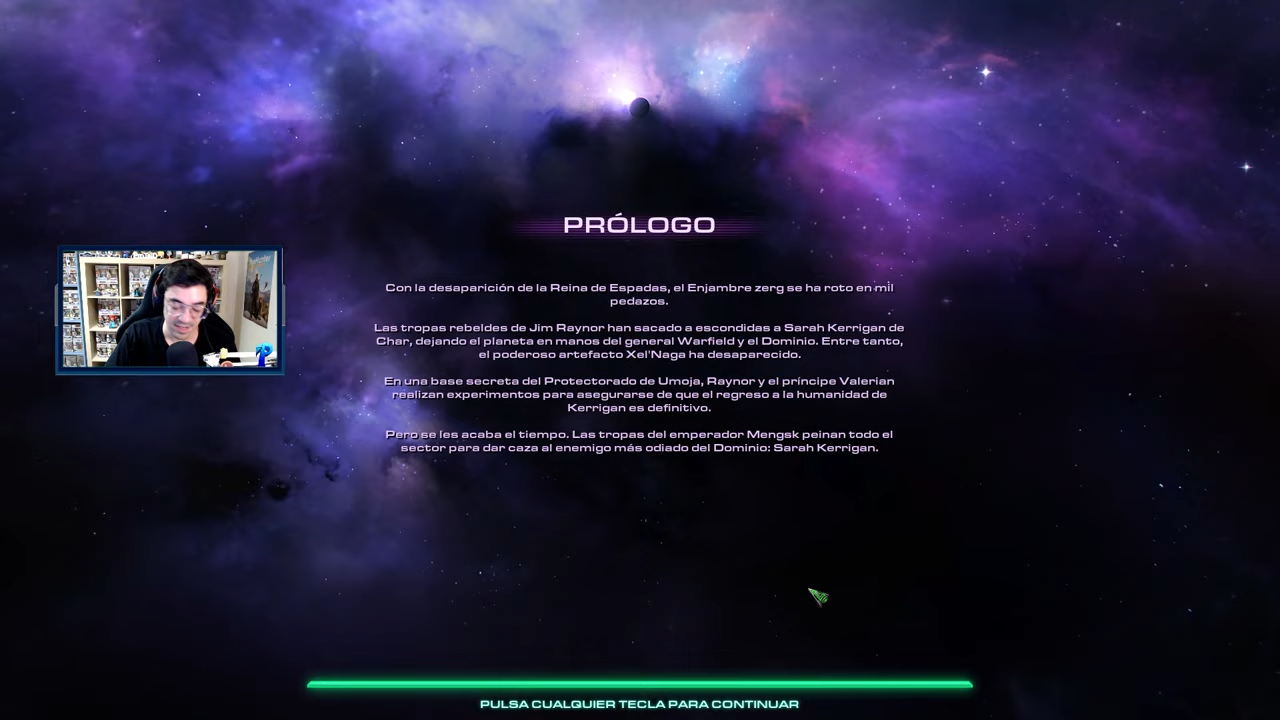 PRÓLOGO
Con la desaparición de la Reina de Espadas, el Enjambre zerg se ha roto en mil
pedazos.
Las tropas rebeldes de Jim Raynor han sacado a escondidas a Sarah Kerrigan de
Char, dejando el planeta en manos del general Warfield y el Dominio. Entre tanto,
el poderoso artefacto Xel'Naga ha desaparecido.
En una base secreta del Protectorado de Umoja, Raynor y el príncipe Valerian
realizan experimentos para asegurarse de que el regreso a la humanidad de
Kerrigan es definitivo.
Pero se les acaba el tiempo. Las tropas del emperador Mengsk peinan todo el
sector para dar caza al enemigo más odiado del Dominio: Sarah Kerrigan.
PULSA CUALQUIER TECLA PARA CONTINUAR